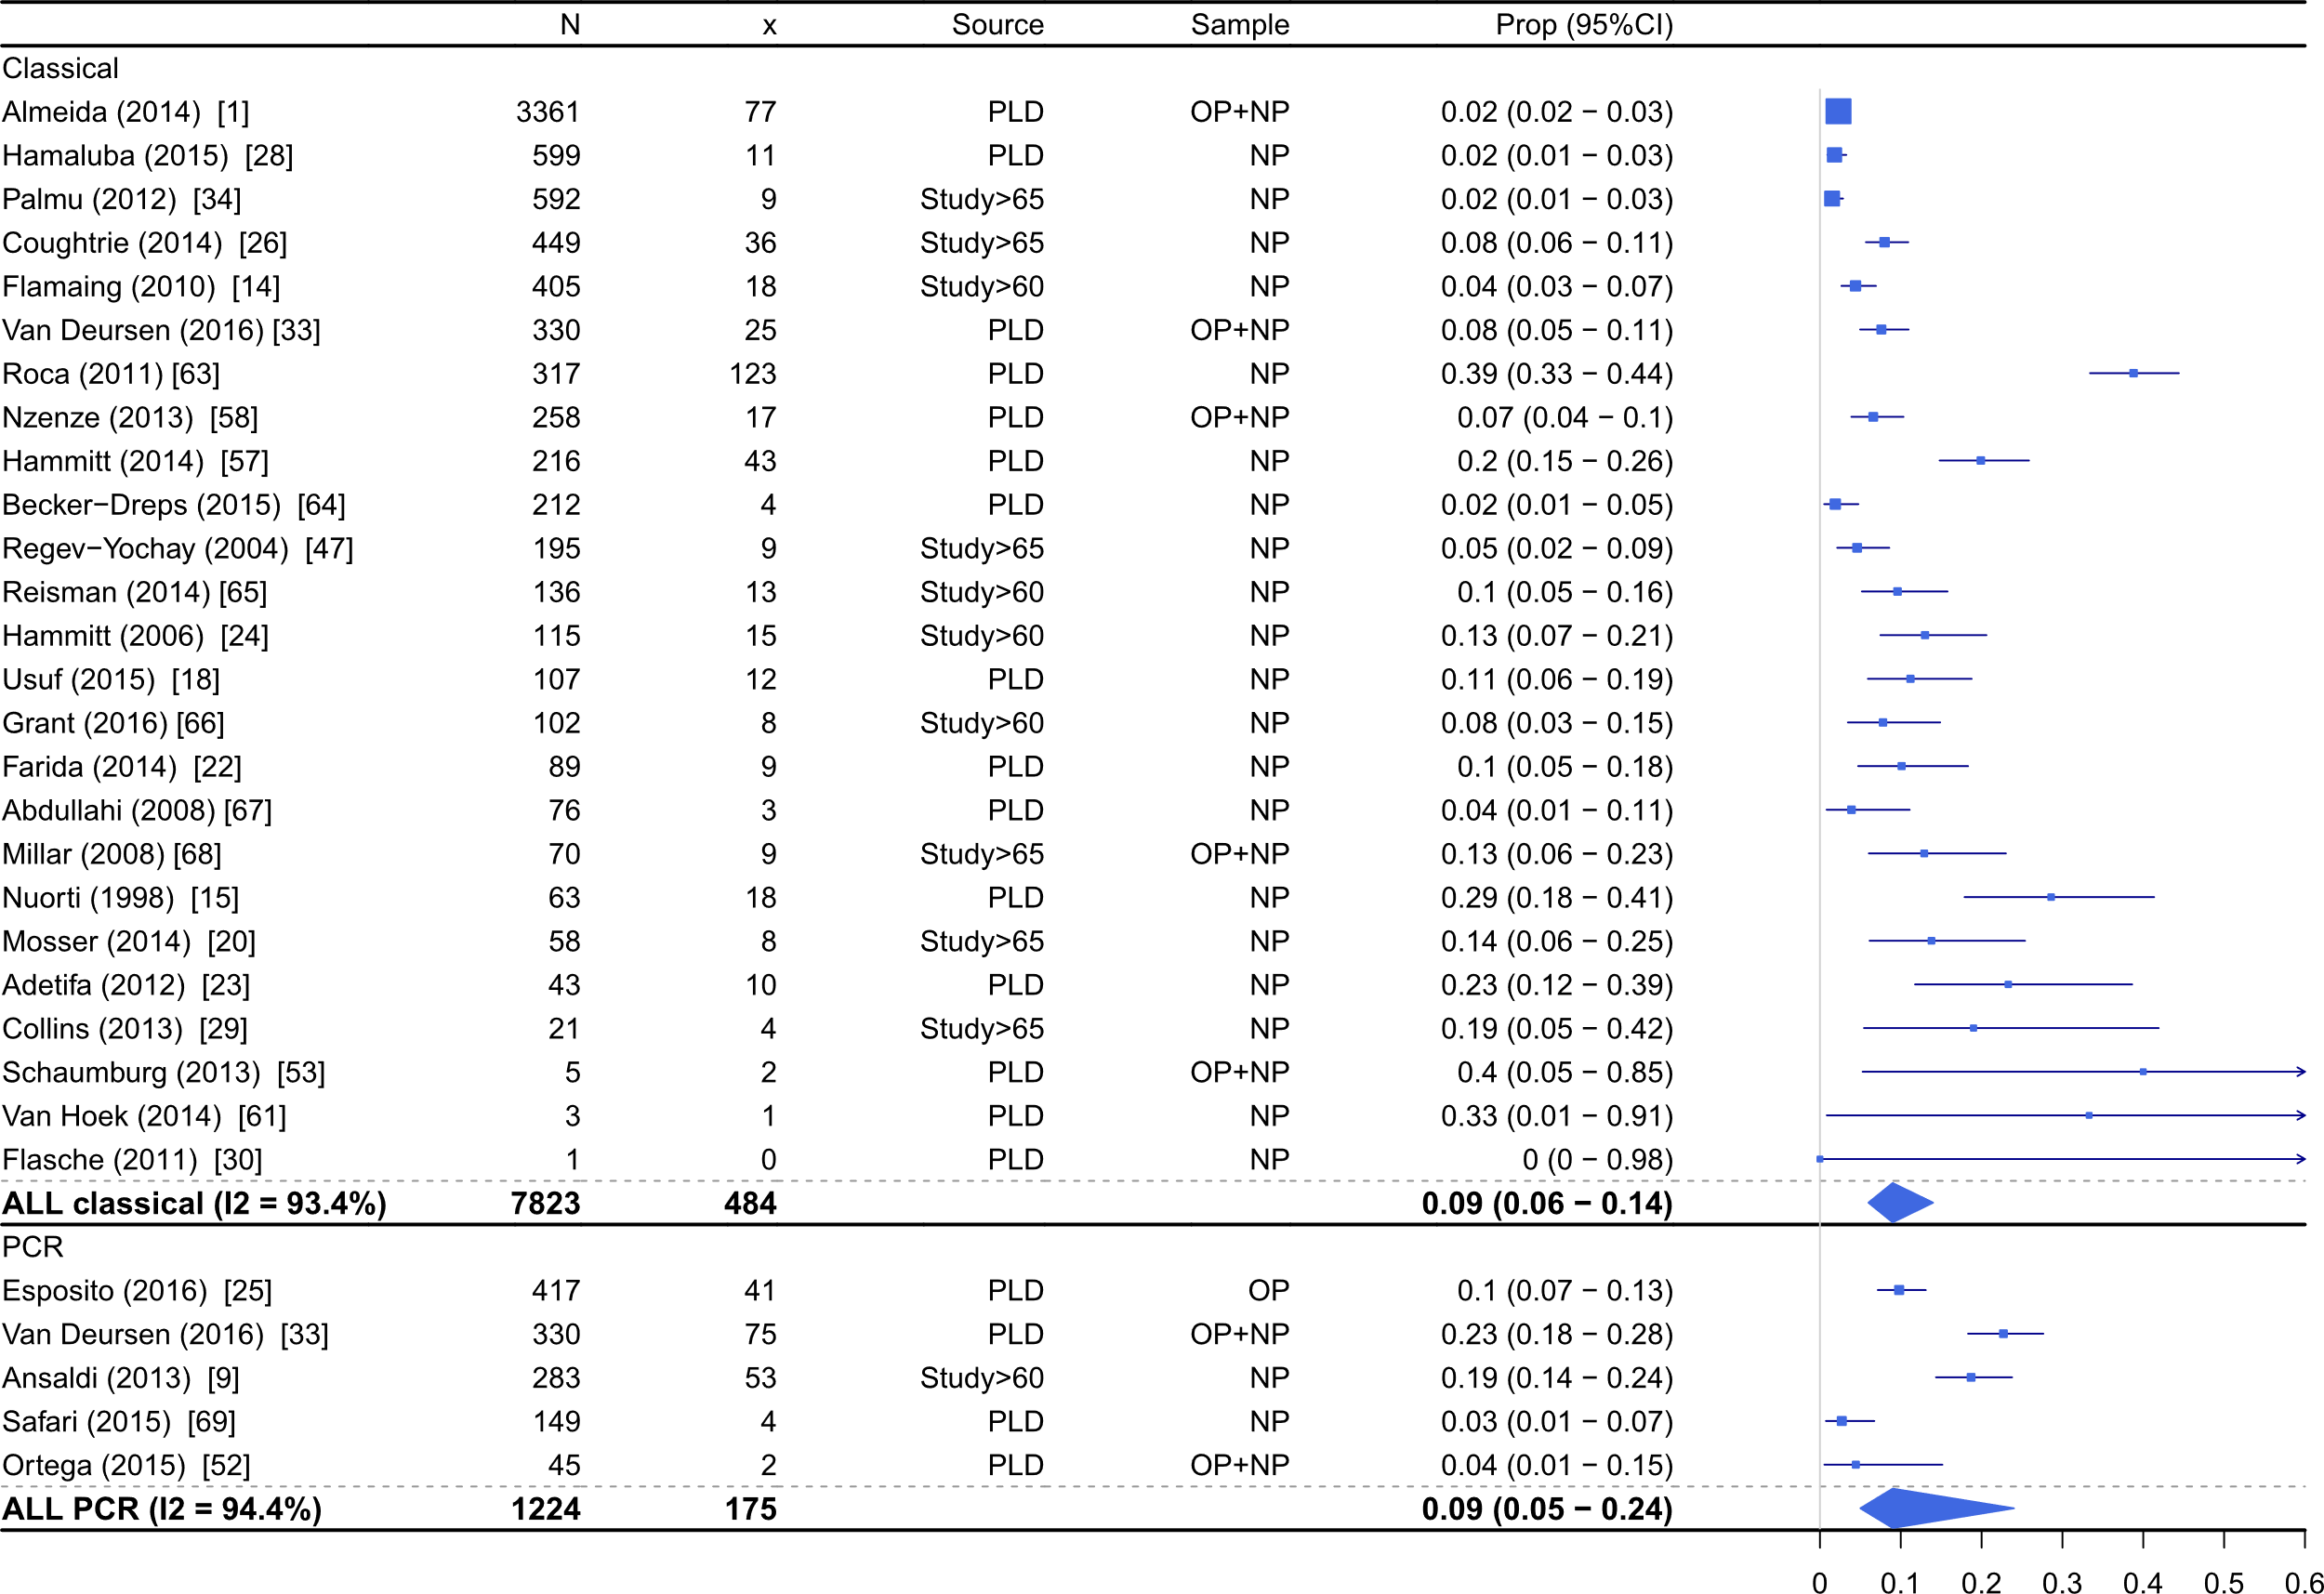 N x Source Sample Prop (95%CI)
Classical
Almeida (2014) [1] 3361 77 PLD OP+NP 0.02 (0.02 − 0.03)
Hamaluba (2015) [28] 599 11 PLD NP 0.02 (0.01 − 0.03)
Palmu (2012) [34] 592 9 Study>65 NP 0.02 (0.01 − 0.03)
Coughtrie (2014) [26] 449 36 Study>65 NP 0.08 (0.06 − 0.11)
Flamaing (2010) [14] 405 18 Study>60 NP 0.04 (0.03 − 0.07)
Van Deursen (2016) [33] 330 25 PLD OP+NP 0.08 (0.05 − 0.11)
Roca (2011) [63] 317 123 PLD NP 0.39 (0.33 − 0.44)
Nzenze (2013) [58] 258 17 PLD OP+NP 0.07 (0.04 − 0.1)
Hammitt (2014) [57] 216 43 PLD NP 0.2 (0.15 − 0.26)
Becker−Dreps (2015) [64] 212 4 PLD NP 0.02 (0.01 − 0.05)
Regev−Yochay (2004) [47] 195 9 Study>65 NP 0.05 (0.02 − 0.09)
Reisman (2014) [65] 136 13 Study>60 NP 0.1 (0.05 − 0.16)
Hammitt (2006) [24] 115 15 Study>60 NP 0.13 (0.07 − 0.21)
Usuf (2015) [18] 107 12 PLD NP 0.11 (0.06 − 0.19)
Grant (2016) [66] 102 8 Study>60 NP 0.08 (0.03 − 0.15)
Farida (2014) [22] 89 9 PLD NP 0.1 (0.05 − 0.18)
Abdullahi (2008) [67] 76 3 PLD NP 0.04 (0.01 − 0.11)
Millar (2008) [68] 70 9 Study>65 OP+NP 0.13 (0.06 − 0.23)
Nuorti (1998) [15] 63 18 PLD NP 0.29 (0.18 − 0.41)
Mosser (2014) [20] 58 8 Study>65 NP 0.14 (0.06 − 0.25)
Adetifa (2012) [23] 43 10 PLD NP 0.23 (0.12 − 0.39)
Collins (2013) [29] 21 4 Study>65 NP 0.19 (0.05 − 0.42)
Schaumburg (2013) [53] 5 2 PLD OP+NP 0.4 (0.05 − 0.85)
Van Hoek (2014) [61] 3 1 PLD NP 0.33 (0.01 − 0.91)
Flasche (2011) [30] 1 0 PLD NP 0 (0 − 0.98)
ALL classical (I2 = 93.4%) 7823 484 0.09 (0.06 − 0.14)
PCR
Esposito (2016) [25] 417 41 PLD OP 0.1 (0.07 − 0.13)
Van Deursen (2016) [33] 330 75 PLD OP+NP 0.23 (0.18 − 0.28)
Ansaldi (2013) [9] 283 53 Study>60 NP 0.19 (0.14 − 0.24)
Safari (2015) [69] 149 4 PLD NP 0.03 (0.01 − 0.07)
Ortega (2015) [52] 45 2 PLD OP+NP 0.04 (0.01 − 0.15)
ALL PCR (I2 = 94.4%) 1224 175 0.09 (0.05 − 0.24)
0 0.1 0.2 0.3 0.4 0.5 0.6